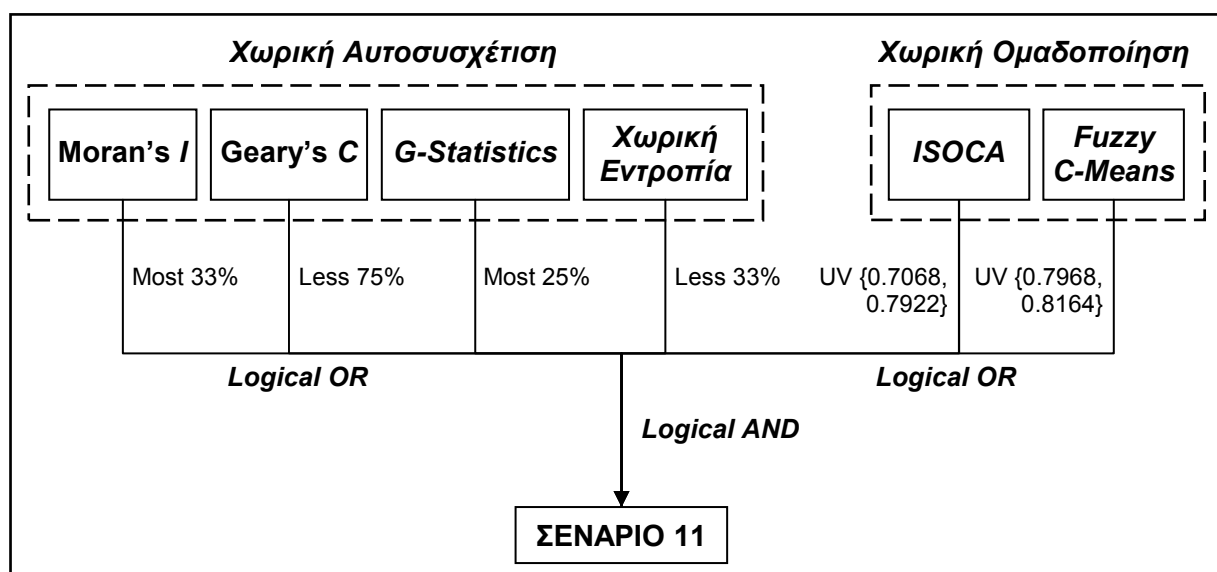 Χωρική Αυτοσυσχέτιση
Χωρική Ομαδοποίηση
Moran's I
Geary's C
G-Statistics
Χωρική
Εντροπία
ISOCA
Fuzzy
C-Means
Most 33%
Less 75%
Most 25%
Less 33%
UV {0.7068,
0.7922}
UV {0.7968,
0.8164}
Logical OR
Logical OR
Logical AND
ΣΕΝΑΡΙΟ 11